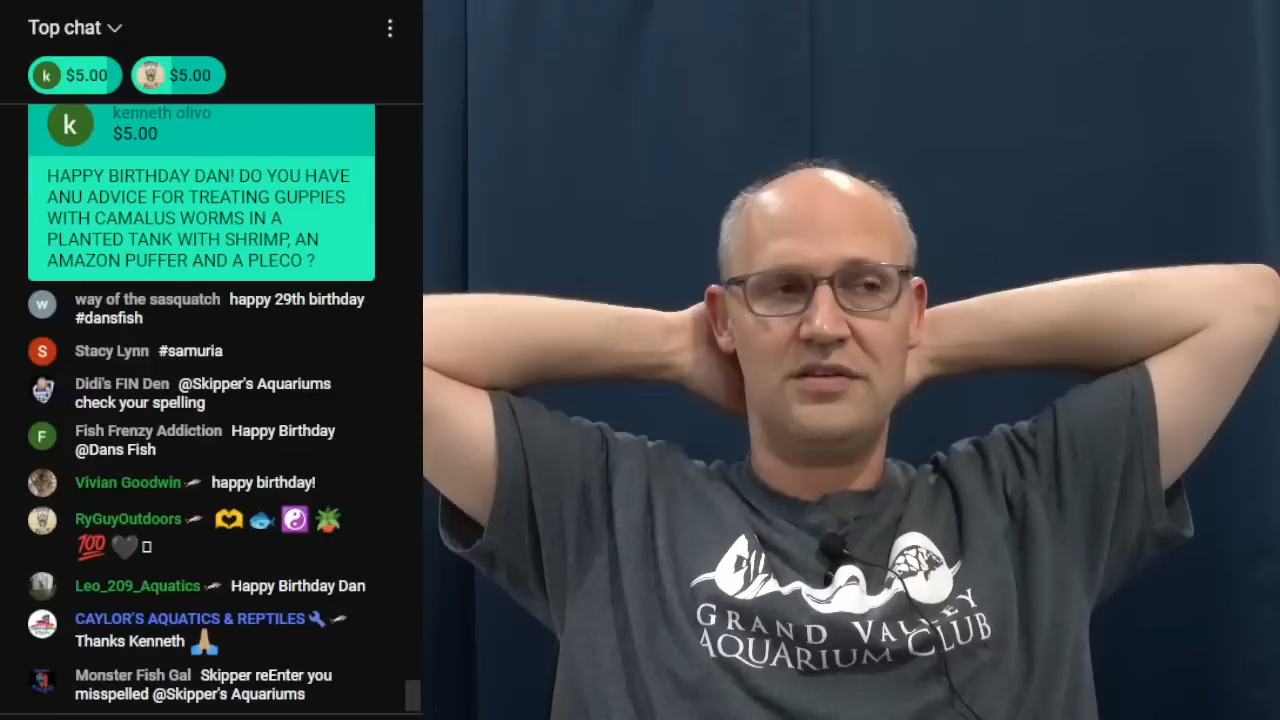 Top chat
k $5.00 $5.00
kenneth olivo
k $5.00
HAPPY BIRTHDAY DAN! DO YOU HAVE
ANU ADVICE FOR TREATING GUPPIES
WITH CAMALUS WORMS IN A
PLANTED TANK WITH SHRIMP, AN
AMAZON PUFFER AND A PLECO ?
w way of the sasquatch happy 29th birthday
#dansfish
S Stacy Lynn #samuria
Didi's FIN Den @Skipper's Aquariums
check your spelling
F Fish Frenzy Addiction Happy Birthday
@Dans Fish
Vivian Goodwin happy birthday!
RyGuyOutdoors 🫶 🐟 ☯️ 🪴
💯 🖤
Leo_209_Aquatics Happy Birthday Dan
CAYLOR'S AQUATICS & REPTILES 🔧
Thanks Kenneth 🙏🏽
Monster Fish Gal Skipper reEnter you
misspelled @Skipper's Aquariums
GRAND VALLEY
AQUARIUM CLUB